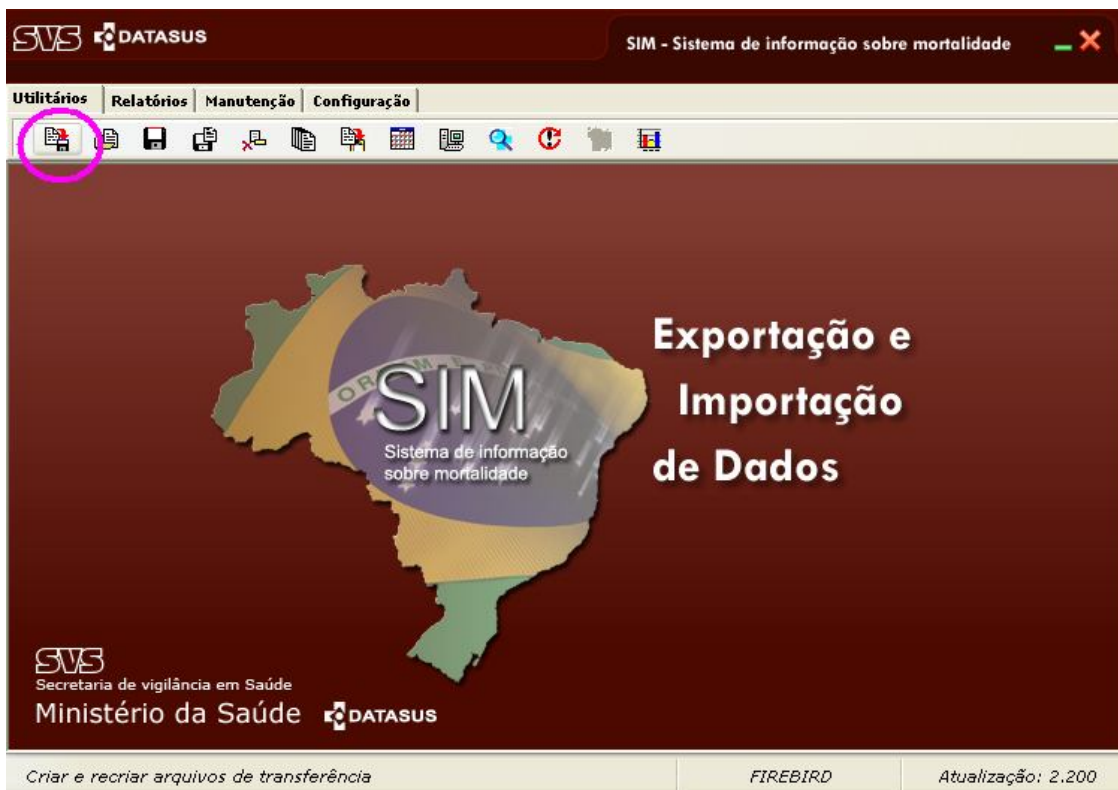 SVS DATASUS
SIM - Sistema de informação sobre mortalidade
Utilitários Relatórios Manutenção Configuração
Exportação e
Importação
de Dados
ORDEM E
SIM
Sistema de informação
sobre mortalidade
SVS
Secretaria de vigilância em Saúde
Ministério da Saúde DATASUS
Criar e recriar arquivos de transferência FIREBIRD Atualização: 2.200